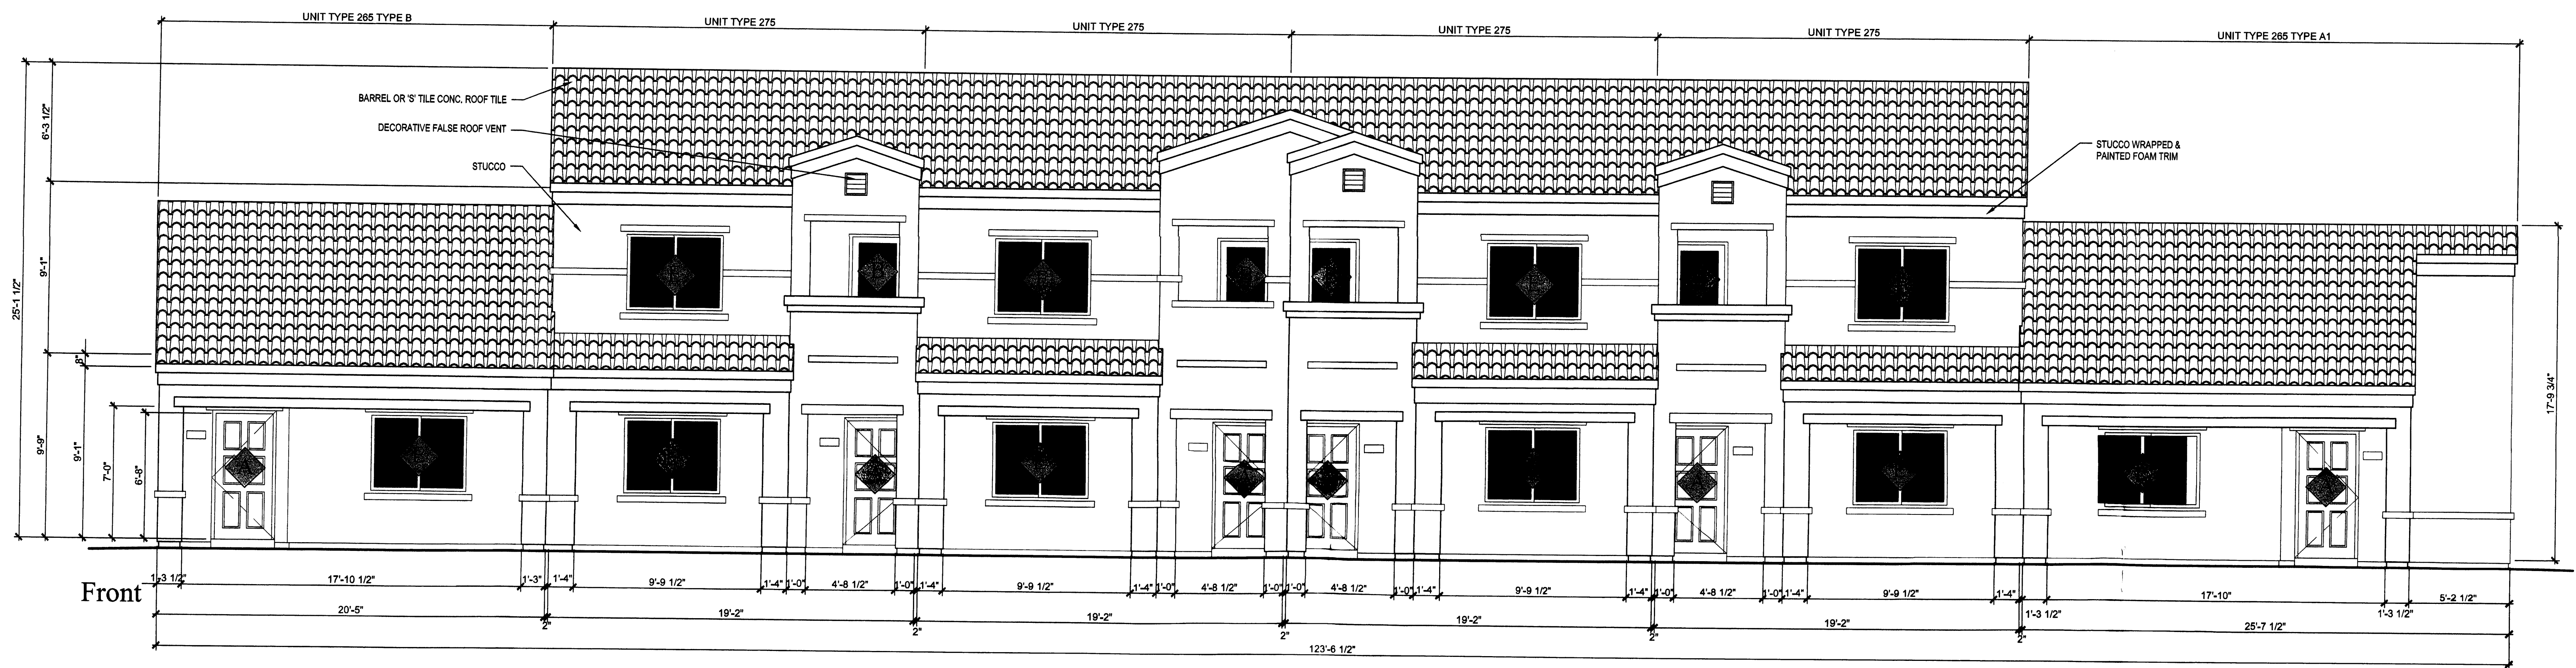 UNIT TYPE 265 TYPE B
UNIT TYPE 275
UNIT TYPE 275
UNIT TYPE 275
UNIT TYPE 275
UNIT TYPE 265 TYPE A1
BARREL OR 'S' TILE CONC. ROOF TILE
DECORATIVE FALSE ROOF VENT
STUCCO
STUCCO WRAPPED &
PAINTED FOAM TRIM
25'-1 1/2"
6'-3 1/2"
9'-1"
8"
9'-9"
9'-1"
7'-0"
6'-8"
17'-9 3/4"
Front
1'-3 1/2" 17'-10 1/2" 1'-3" 1'-4" 9'-9 1/2" 1'-4" 1'-0" 4'-8 1/2" 1'-0" 1'-4" 9'-9 1/2" 1'-4" 1'-0" 4'-8 1/2" 1'-0" 1'-0" 4'-8 1/2" 1'-0" 1'-4" 9'-9 1/2" 1'-4" 1'-0" 4'-8 1/2" 1'-0" 1'-4" 9'-9 1/2" 1'-4" 1'-3 1/2" 17'-10" 1'-3 1/2" 5'-2 1/2"
20'-5" 2" 19'-2" 2" 19'-2" 2" 19'-2" 2" 19'-2" 2" 25'-7 1/2"
123'-6 1/2"